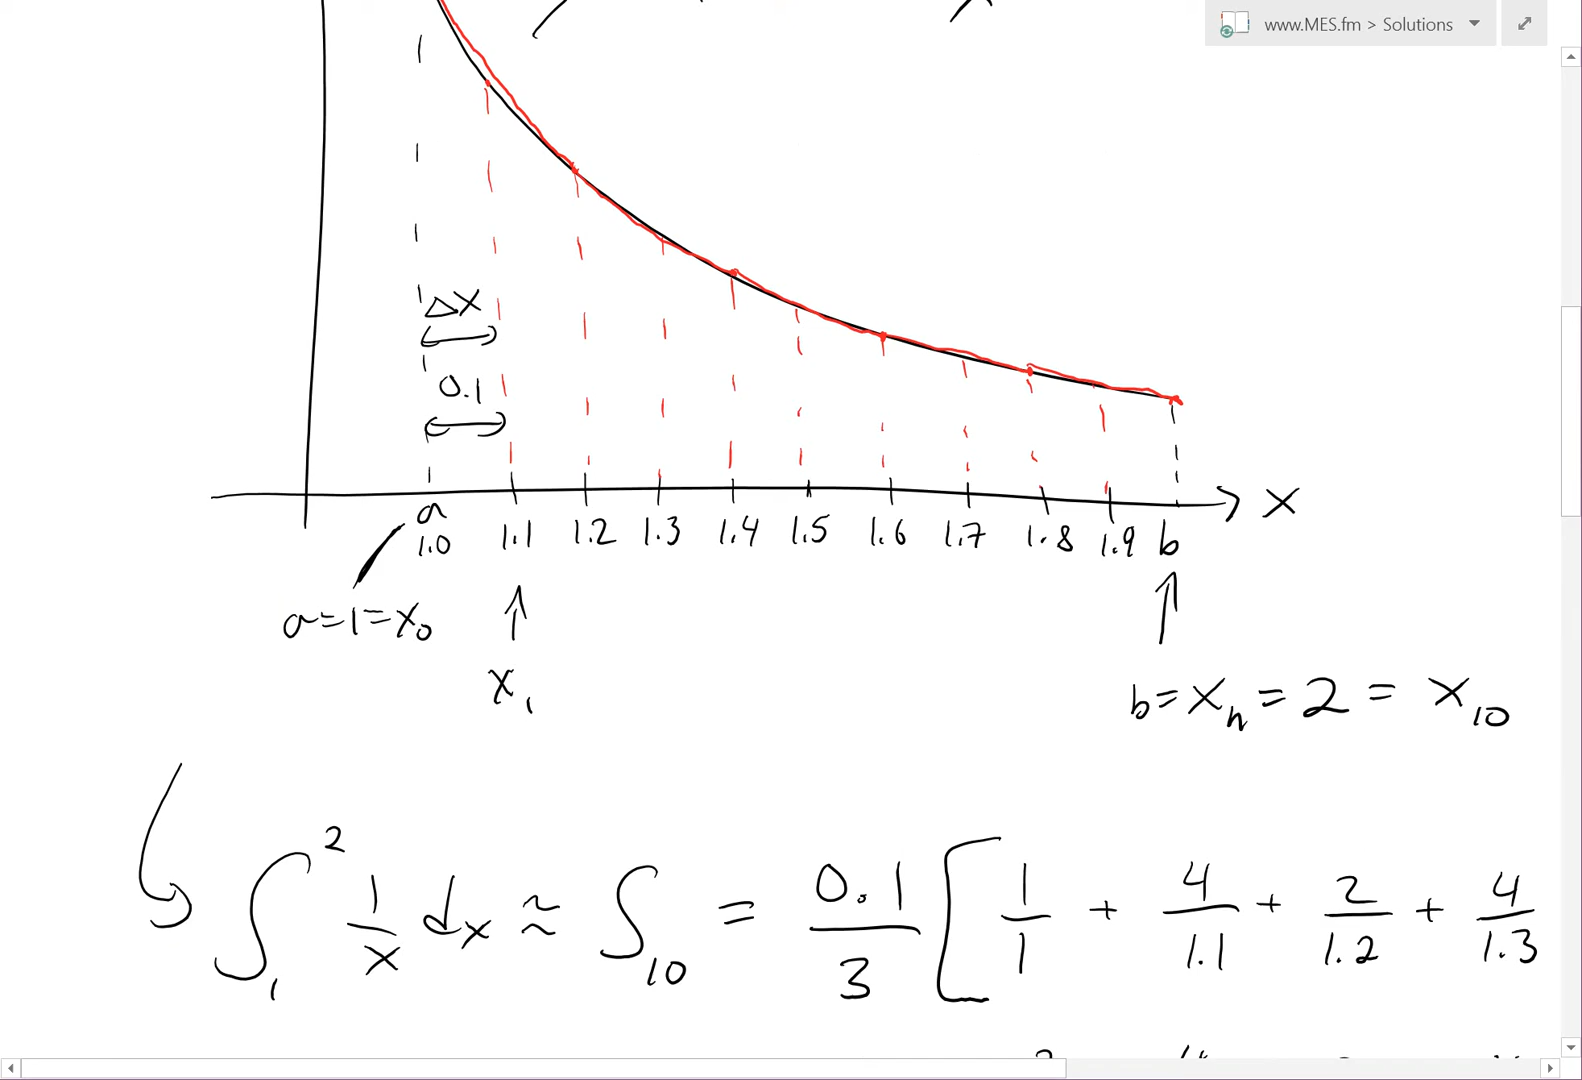 www.MES.fm > Solutions
Δx
0.1
x
a
1.0 1.1 1.2 1.3 1.4 1.5 1.6 1.7 1.8 1.9 b
a=1=x₀
x₁
b=xₙ=2=x₁₀
∫₁² 1/x dx ≈ S₁₀ = 0.1/3 [ 1/1 + 4/1.1 + 2/1.2 + 4/1.3